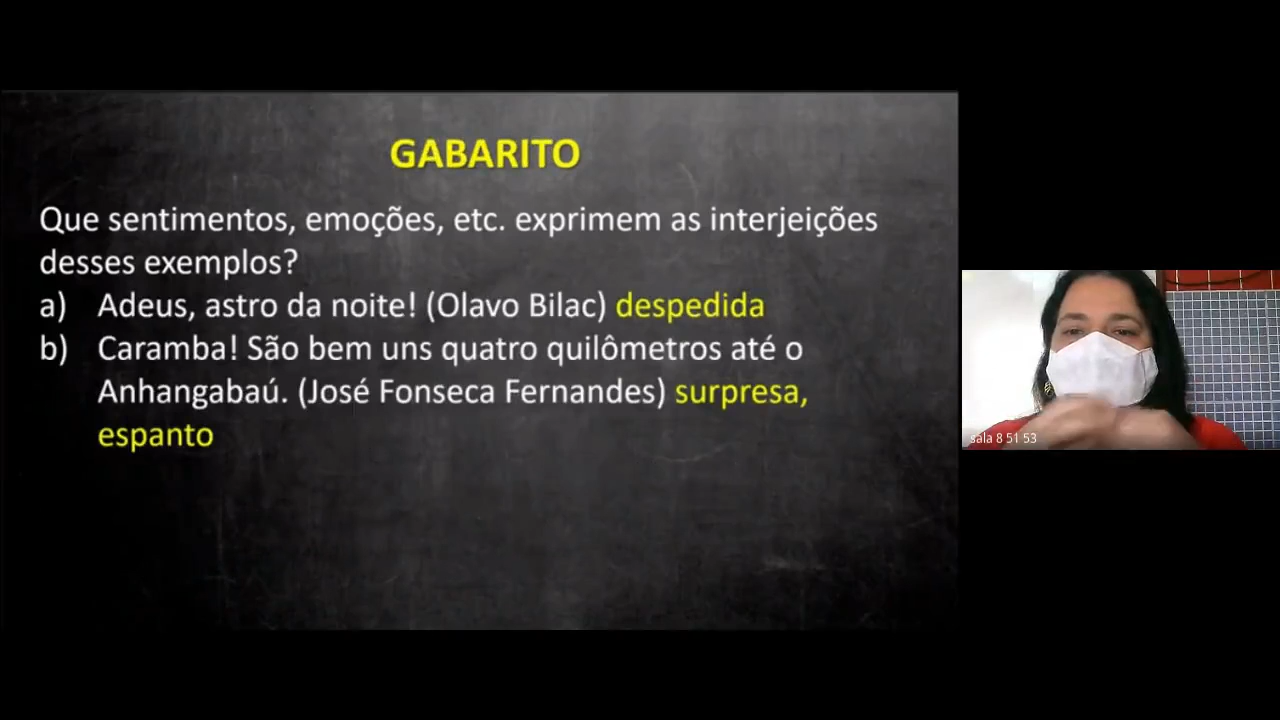 GABARITO
Que sentimentos, emoções, etc. exprimem as interjeições
desses exemplos?
a) Adeus, astro da noite! (Olavo Bilac) despedida
b) Caramba! São bem uns quatro quilômetros até o
Anhangabaú. (José Fonseca Fernandes) surpresa,
espanto
sala 8 51 53